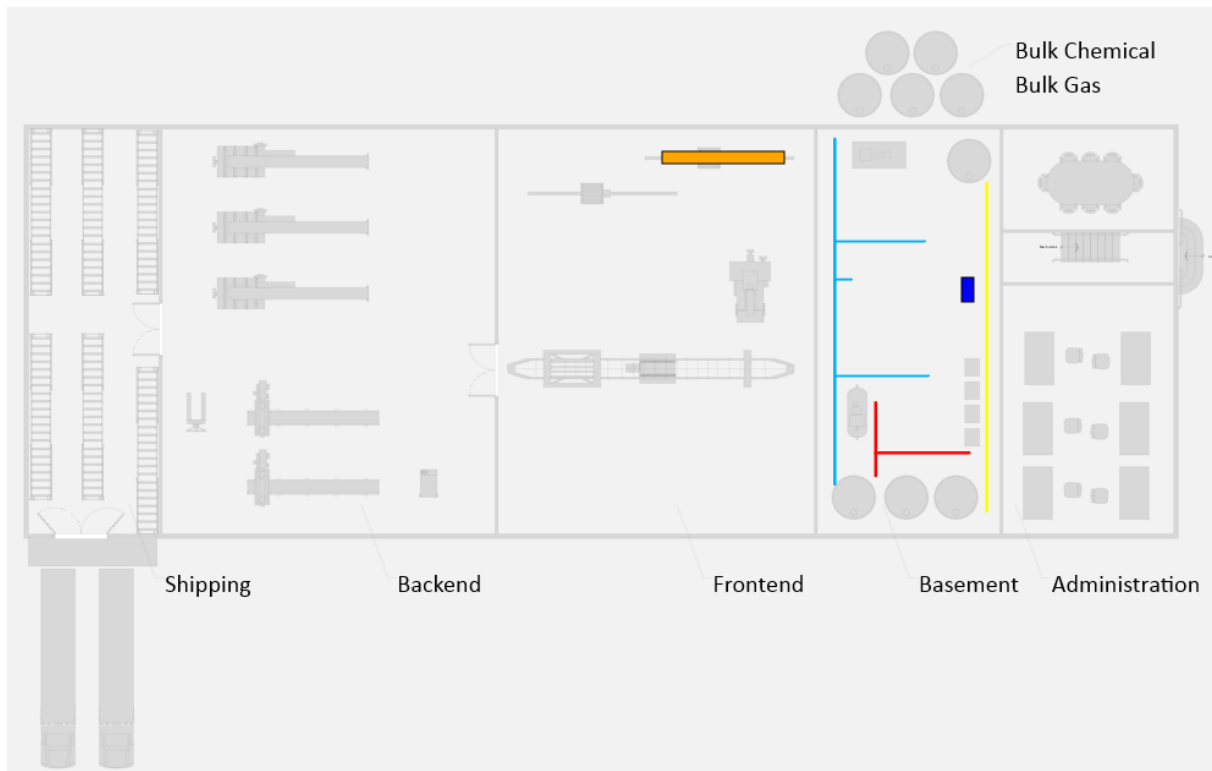 Bulk Chemical
Bulk Gas
Shipping
Backend
Frontend
Basement
Administration